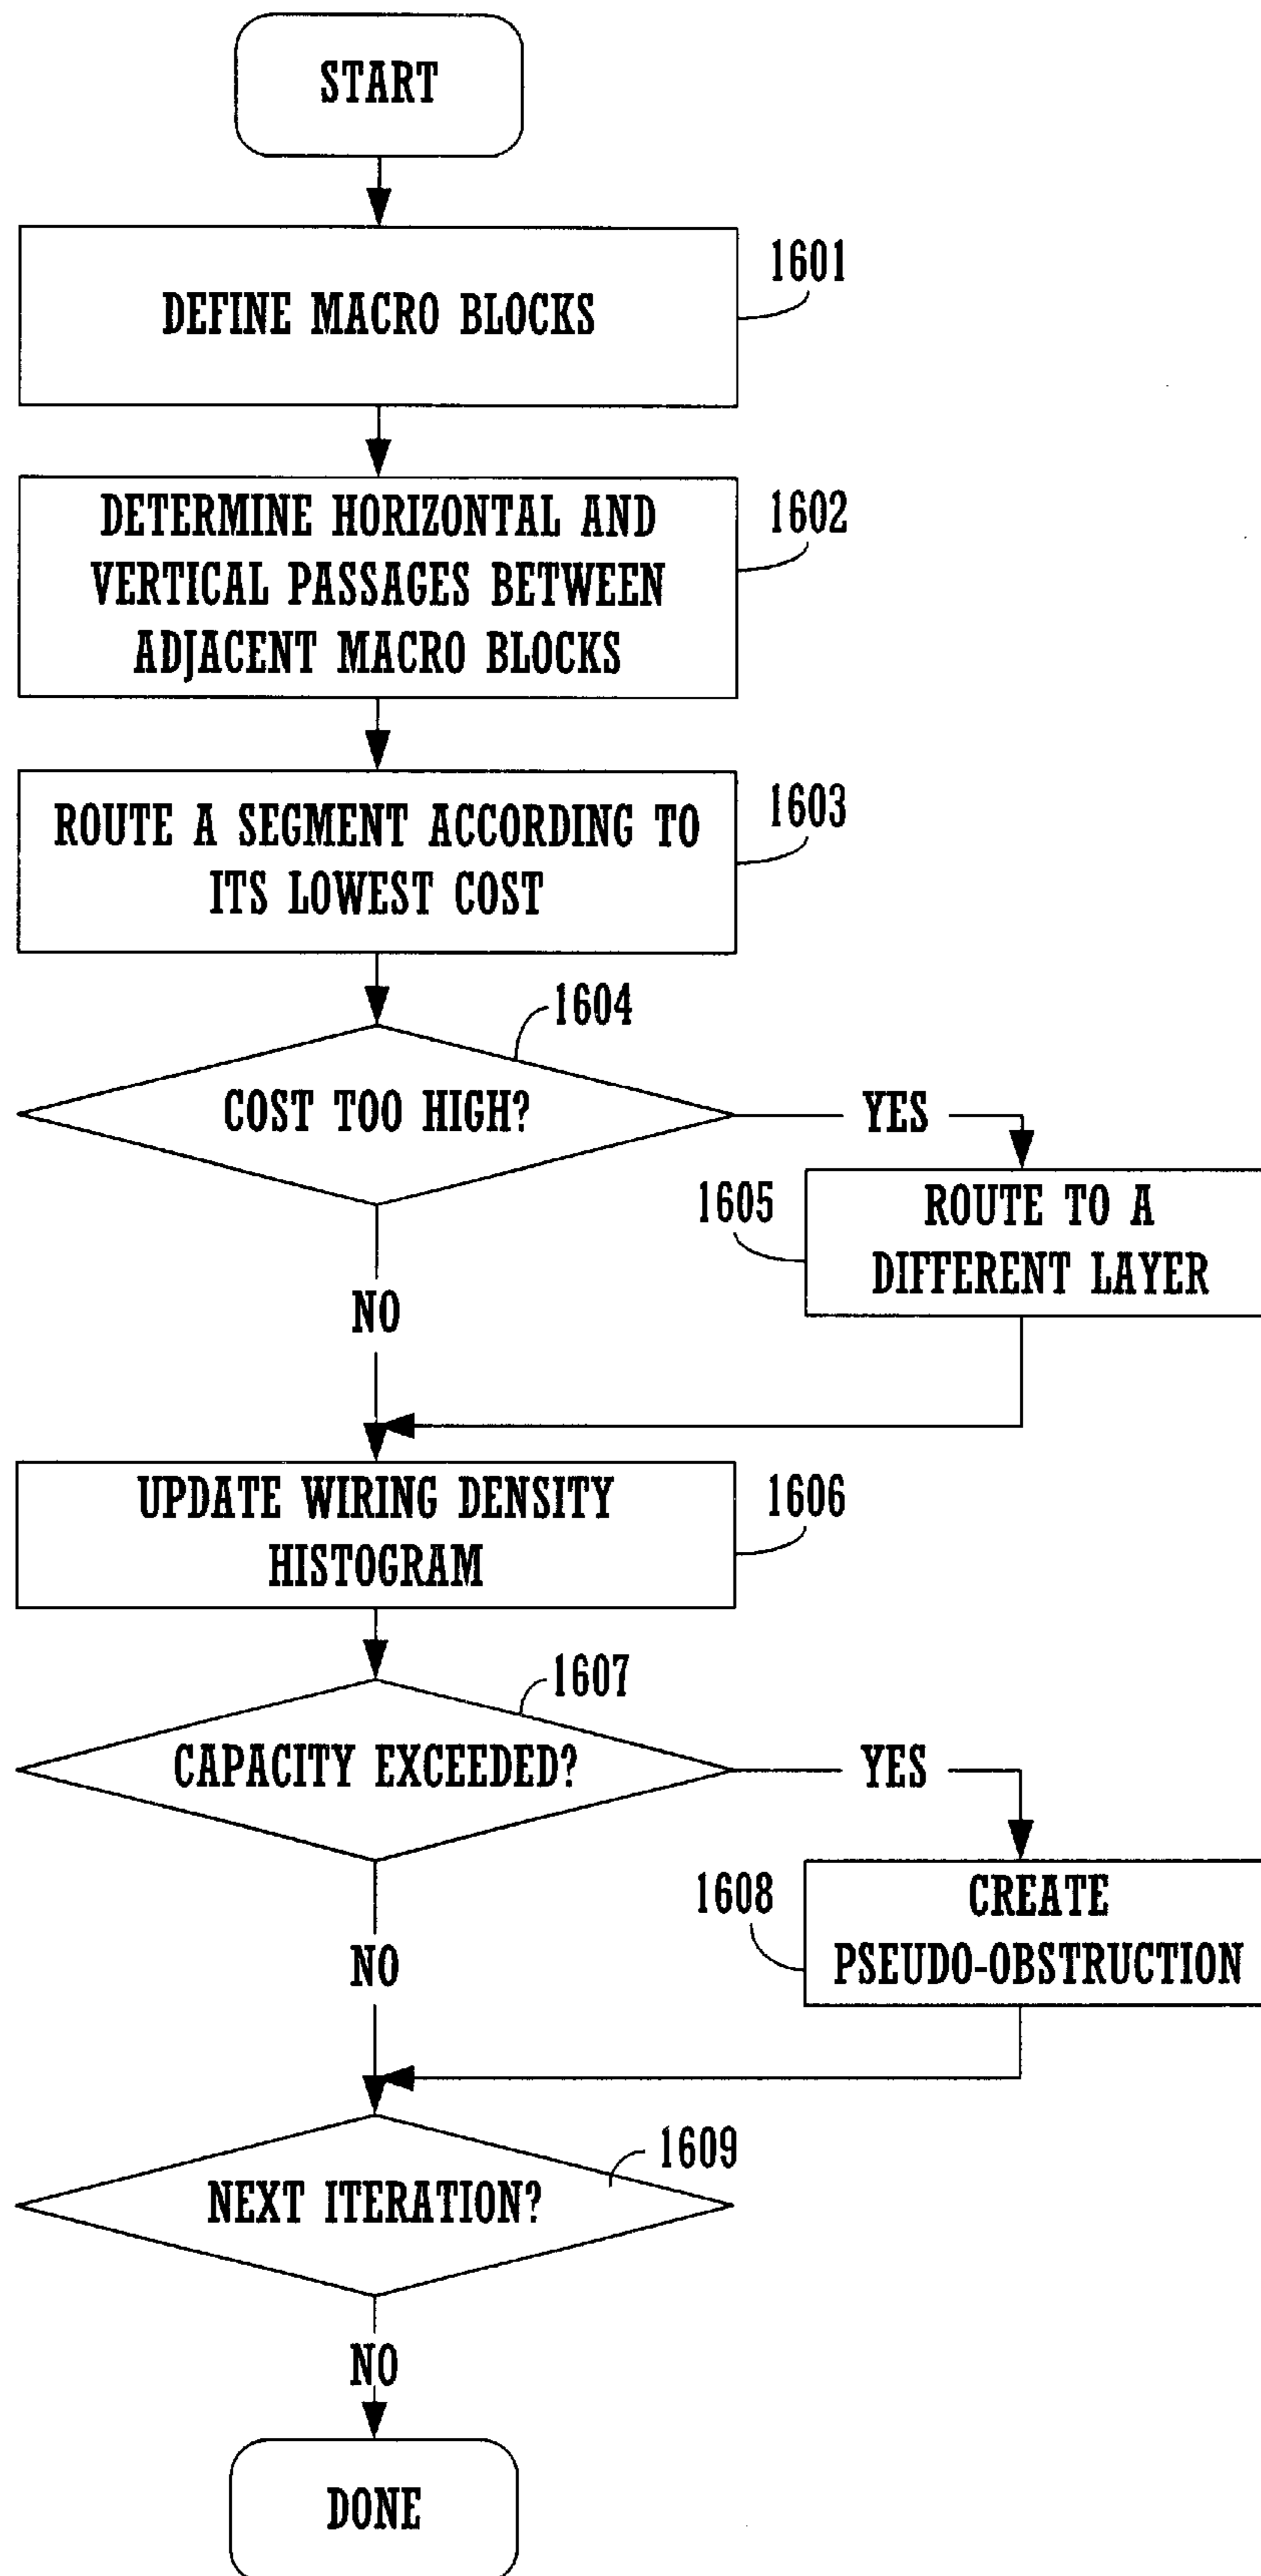 START
DEFINE MACRO BLOCKS
1601
DETERMINE HORIZONTAL AND
VERTICAL PASSAGES BETWEEN
ADJACENT MACRO BLOCKS
1602
ROUTE A SEGMENT ACCORDING TO
ITS LOWEST COST
1603
1604
COST TOO HIGH?
YES
1605
ROUTE TO A
DIFFERENT LAYER
NO
UPDATE WIRING DENSITY
HISTOGRAM
1606
1607
CAPACITY EXCEEDED?
YES
1608
CREATE
PSEUDO-OBSTRUCTION
NO
1609
NEXT ITERATION?
NO
DONE